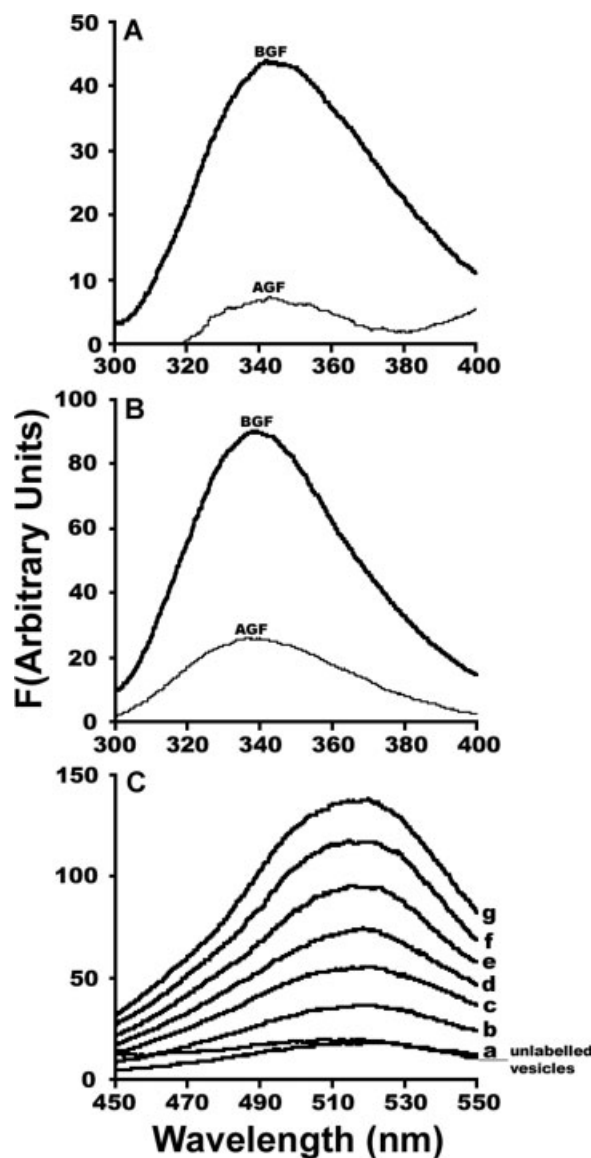 A
50
BGF
40
30
20
10
AGF
0
300 320 340 360 380 400
B
100
BGF
80
60
40
AGF
20
0
300 320 340 360 380 400
F(Arbitrary Units)
C
150
100
g
f
e
d
50
c
b
a unlabelled
vesicles
0
450 470 490 510 530 550
Wavelength (nm)